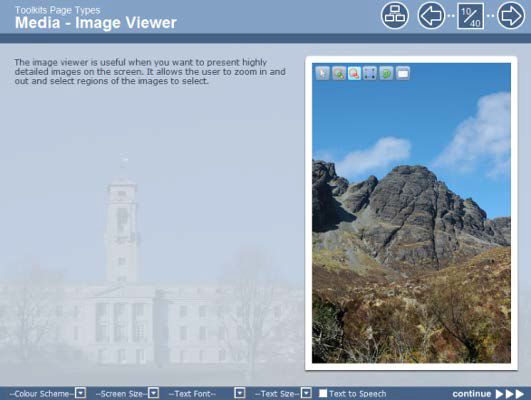 Toolkits Page Types
Media - Image Viewer
10/40
The image viewer is useful when you want to present highly
detailed images on the screen. It allows the user to zoom in and
out and select regions of the images to select.
--Colour Scheme-- --Screen Size-- --Text Font-- --Text Size-- Text to Speech continue